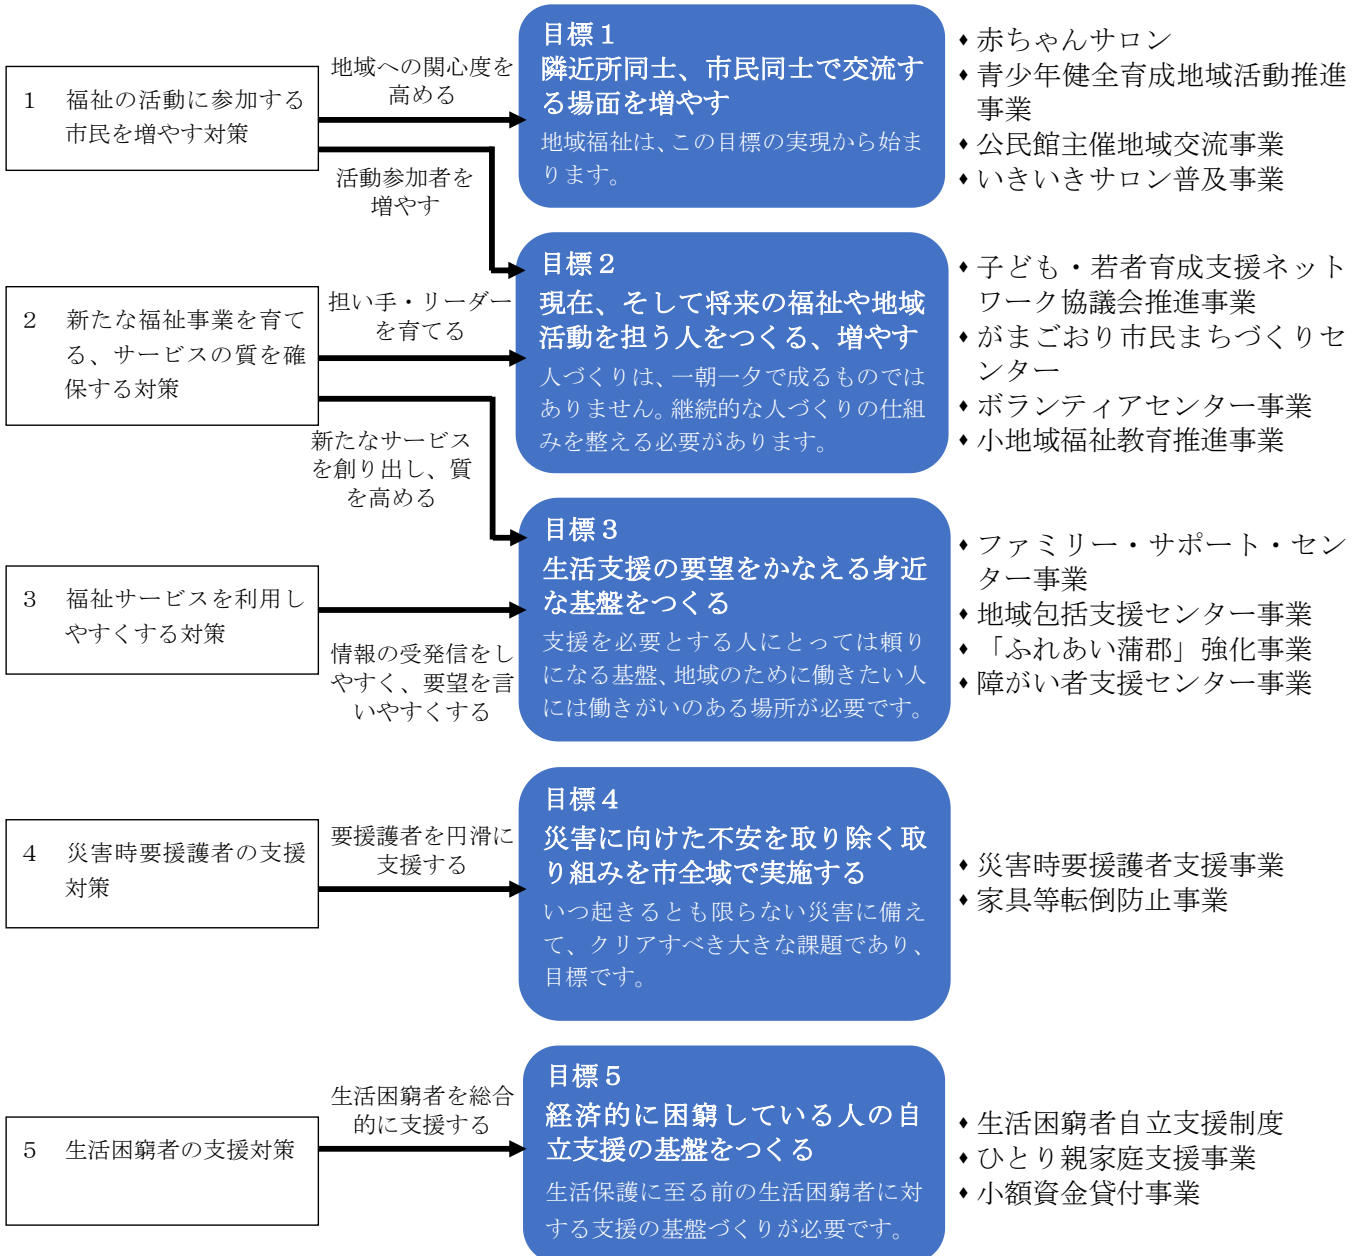 1 福祉の活動に参加する
市民を増やす対策
地域への関心度を
高める
活動参加者を
増やす
目標1
隣近所同士、市民同士で交流す
る場面を増やす
地域福祉は、この目標の実現から始ま
ります。
♦赤ちゃんサロン
♦青少年健全育成地域活動推進
事業
♦公民館主催地域交流事業
♦いきいきサロン普及事業
2 新たな福祉事業を育て
る、サービスの質を確
保する対策
担い手・リーダー
を育てる
新たなサービス
を創り出し、質
を高める
目標2
現在、そして将来の福祉や地域
活動を担う人をつくる、増やす
人づくりは、一朝一夕で成るものでは
ありません。継続的な人づくりの仕組
みを整える必要があります。
♦子ども・若者育成支援ネット
ワーク協議会推進事業
♦がまごおり市民まちづくりセ
ンター
♦ボランティアセンター事業
♦小地域福祉教育推進事業
3 福祉サービスを利用し
やすくする対策
情報の受発信をし
やすく、要望を言
いやすくする
目標3
生活支援の要望をかなえる身近
な基盤をつくる
支援を必要とする人にとっては頼り
になる基盤、地域のために働きたい人
には働きがいのある場所が必要です。
♦ファミリー・サポート・セン
ター事業
♦地域包括支援センター事業
♦「ふれあい蒲郡」強化事業
♦障がい者支援センター事業
4 災害時要援護者の支援
対策
要援護者を円滑に
支援する
目標4
災害に向けた不安を取り除く取
り組みを市全域で実施する
いつ起きるとも限らない災害に備え
て、クリアすべき大きな課題であり、
目標です。
♦災害時要援護者支援事業
♦家具等転倒防止事業
5 生活困窮者の支援対策
生活困窮者を総合
的に支援する
目標5
経済的に困窮している人の自
立支援の基盤をつくる
生活保護に至る前の生活困窮者に対
する支援の基盤づくりが必要です。
♦生活困窮者自立支援制度
♦ひとり親家庭支援事業
♦小額資金貸付事業